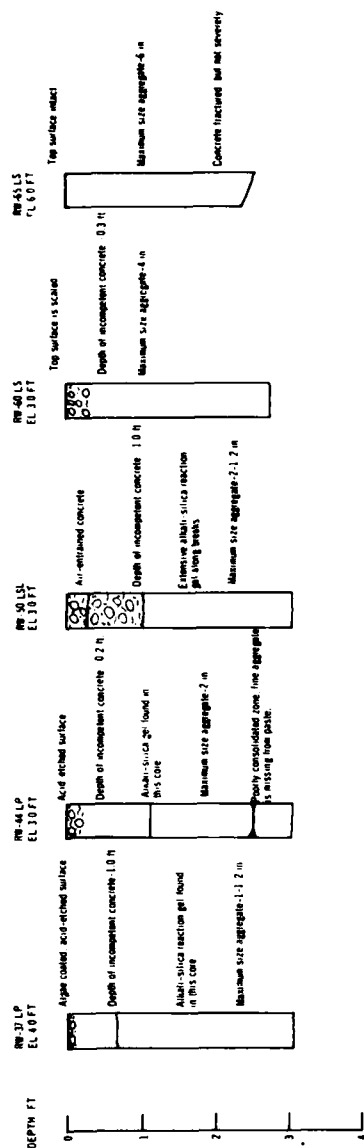 DEPTH FT
0
1
2
3
4
RW-37 LP
EL 4.0 FT
Algae coated, acid-etched surface
Depth of incompetent concrete-1.0 ft
Alkali-silica reaction gel found
in this core
Maximum size aggregate-1-1 2 in
RW-44 LP
EL 3.0 FT
Acid etched surface
Depth of incompetent concrete 0.2 ft
Alkali-silica gel found in
this core
Maximum size aggregate-2 in
Poorly consolidated zone, fine aggregate
is missing from paste.
RW-50 LSL
EL 3.0 FT
Air-entrained concrete
Depth of incompetent concrete 1.0 ft
Extensive alkali-silica reaction
gel along breaks
Maximum size aggregate-2-1 2 in
RW-60 LS
EL 3.0 FT
Top surface is scaled
Depth of incompetent concrete 0.3 ft
Maximum size aggregate-4 in
RW-65 LS
EL 6.0 FT
Top surface intact
Maximum size aggregate-6 in
Concrete fractured but not severely